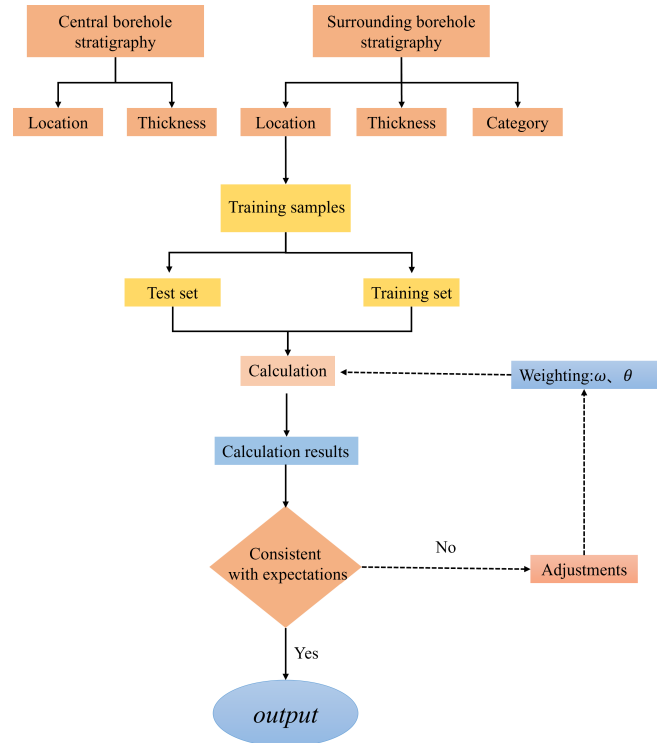 Central borehole
stratigraphy
Surrounding borehole
stratigraphy
Location
Thickness
Location
Thickness
Category
Training samples
Test set
Training set
Calculation
Weighting:ω、θ
Calculation results
Consistent
with expectations
No
Adjustments
Yes
output